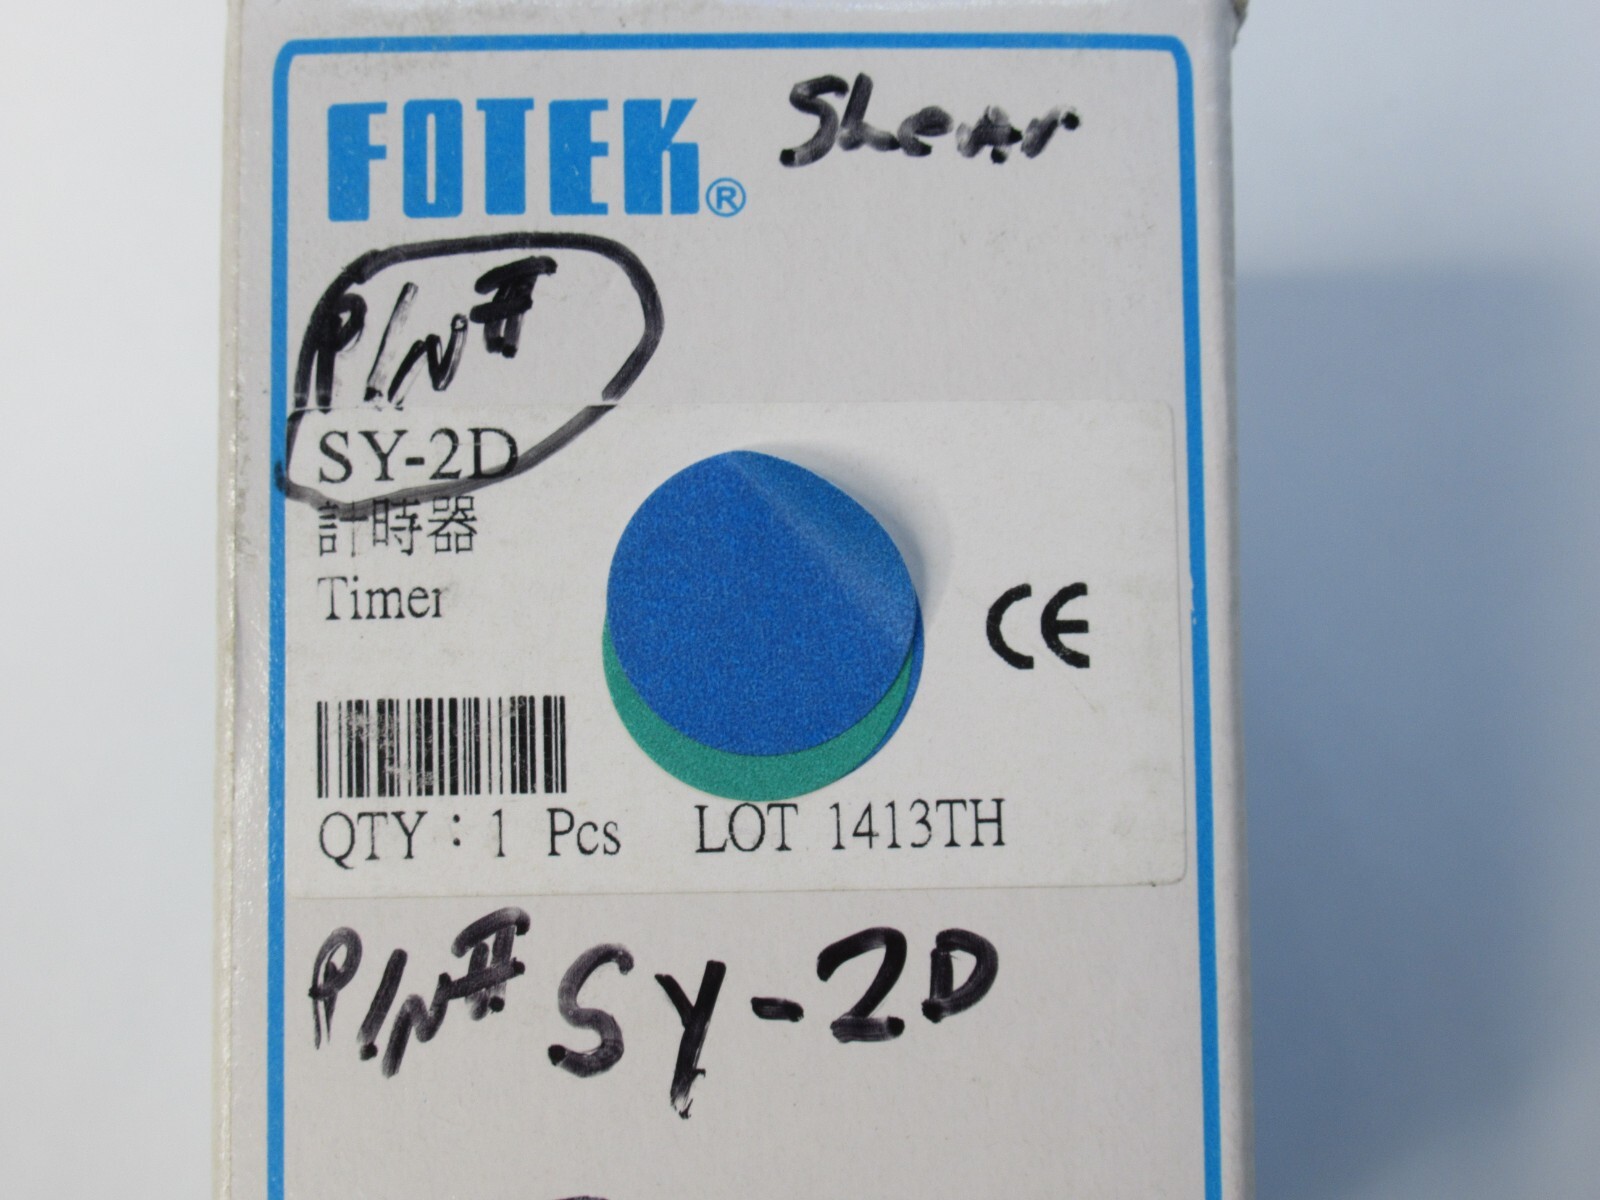 FOTEK® Shear
P/N #
SY-2D
計時器
Timer
CE
QTY : 1 Pcs LOT 1413TH
P/N # SY-2D